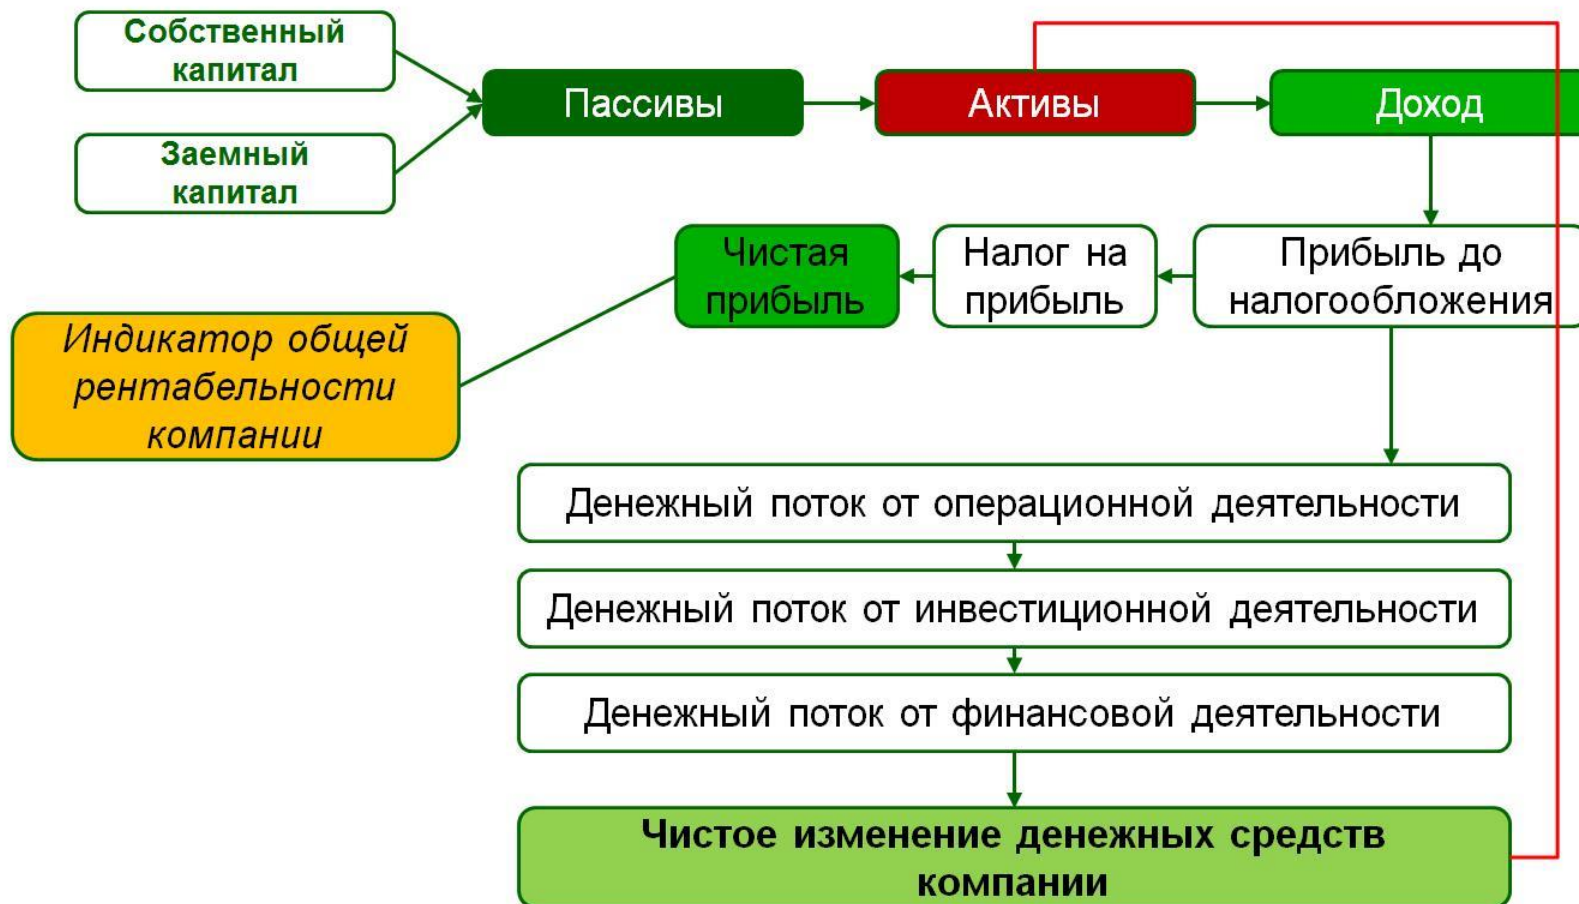 Собственный
капитал
Пассивы
Активы
Доход
Заемный
капитал
Чистая
прибыль
Налог на
прибыль
Прибыль до
налогообложения
Индикатор общей
рентабельности
компании
Денежный поток от операционной деятельности
Денежный поток от инвестиционной деятельности
Денежный поток от финансовой деятельности
Чистое изменение денежных средств
компании